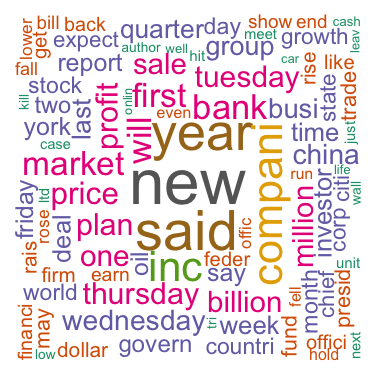 lower bill back show end cash
fall get author well hit meet leav
expect quarter day group growth
report sale tuesday car rise like
kill stock profit first even bank busi state trade
onlin two last will year time just
york case market new compani china life
friday ltd price said million investor corp citi run wall
rais rose deal plan offic
one oil inc feder say month chief presid unit
firm earn thursday billion fell
world wednesday tri week fund
financi may govern countri offici next
low dollar hold